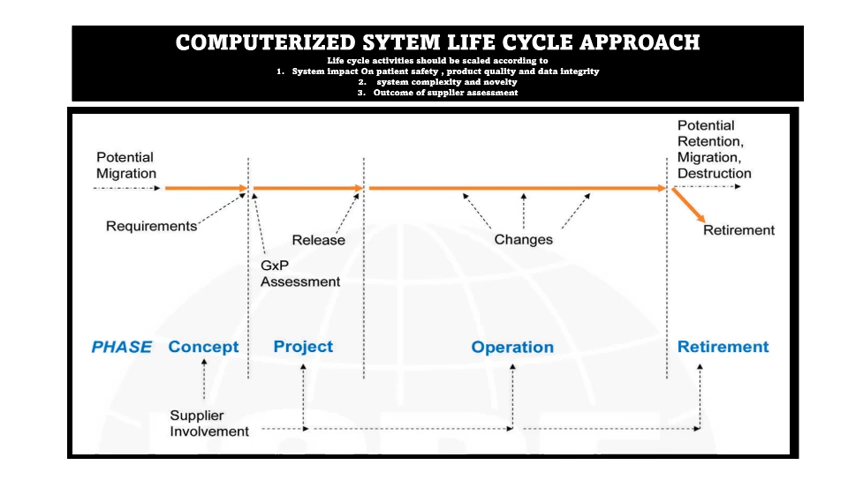 COMPUTERIZED SYTEM LIFE CYCLE APPROACH
Life cycle activities should be scaled according to
1. System impact On patient safety , product quality and data integrity
2. system complexity and novelty
3. Outcome of supplier assessment
Potential
Retention,
Migration,
Destruction
Potential
Migration
Requirements
Release
Changes
Retirement
GxP
Assessment
PHASE Concept Project Operation Retirement
Supplier
Involvement
ISPE